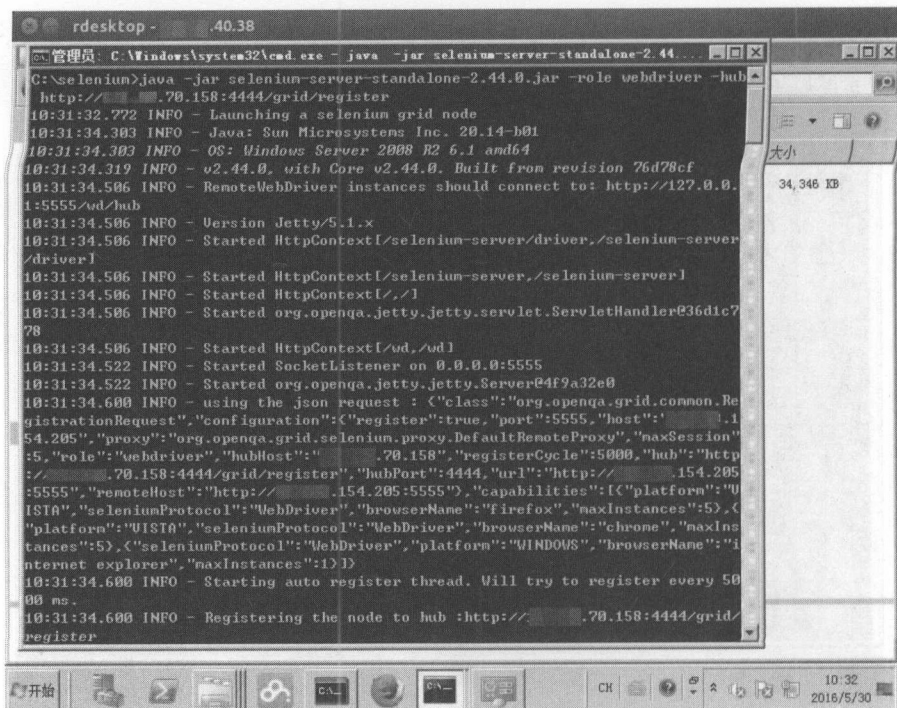 rdesktop - .40.38
管理员: C:\Windows\system32\cmd.exe - java -jar selenium-server-standalone-2.44....
C:\selenium>java -jar selenium-server-standalone-2.44.0.jar -role webdriver -hub
http:// .70.158:4444/grid/register
10:31:32.772 INFO - Launching a selenium grid node
10:31:34.303 INFO - Java: Sun Microsystems Inc. 20.14-b01
10:31:34.303 INFO - OS: Windows Server 2008 R2 6.1 amd64
10:31:34.319 INFO - v2.44.0, with Core v2.44.0. Built from revision 76d78cf
10:31:34.506 INFO - RemoteWebDriver instances should connect to: http://127.0.0.
1:5555/wd/hub
10:31:34.506 INFO - Version Jetty/5.1.x
10:31:34.506 INFO - Started HttpContext[/selenium-server/driver,/selenium-server
/driver]
10:31:34.506 INFO - Started HttpContext[/selenium-server,/selenium-server]
10:31:34.506 INFO - Started HttpContext[/,/]
10:31:34.506 INFO - Started org.openqa.jetty.jetty.servlet.ServletHandler@36d1c7
78
10:31:34.506 INFO - Started HttpContext[/wd,/wd]
10:31:34.522 INFO - Started SocketListener on 0.0.0.0:5555
10:31:34.522 INFO - Started org.openqa.jetty.jetty.Server@4f9a32e0
10:31:34.600 INFO - using the json request : {"class":"org.openqa.grid.common.Re
gistrationRequest","configuration":{"register":true,"port":5555,"host":" .1
54.205","proxy":"org.openqa.grid.selenium.proxy.DefaultRemoteProxy","maxSession"
:5,"role":"webdriver","hubHost":" .70.158","registerCycle":5000,"hub":"http
:// .70.158:4444/grid/register","hubPort":4444,"url":"http:// .154.205
:5555","remoteHost":"http:// .154.205:5555"},"capabilities":[{"platform":"V
ISTA","seleniumProtocol":"WebDriver","browserName":"firefox","maxInstances":5},{
"platform":"VISTA","seleniumProtocol":"WebDriver","browserName":"chrome","maxIns
tances":5},{"seleniumProtocol":"WebDriver","platform":"WINDOWS","browserName":"i
nternet explorer","maxInstances":1}]}
10:31:34.600 INFO - Starting auto register thread. Will try to register every 50
00 ms.
10:31:34.600 INFO - Registering the node to hub :http:// .70.158:4444/grid/
register
大小
34,346 KB
开始
C:\.
C:\.
CH
10:32
2016/5/30